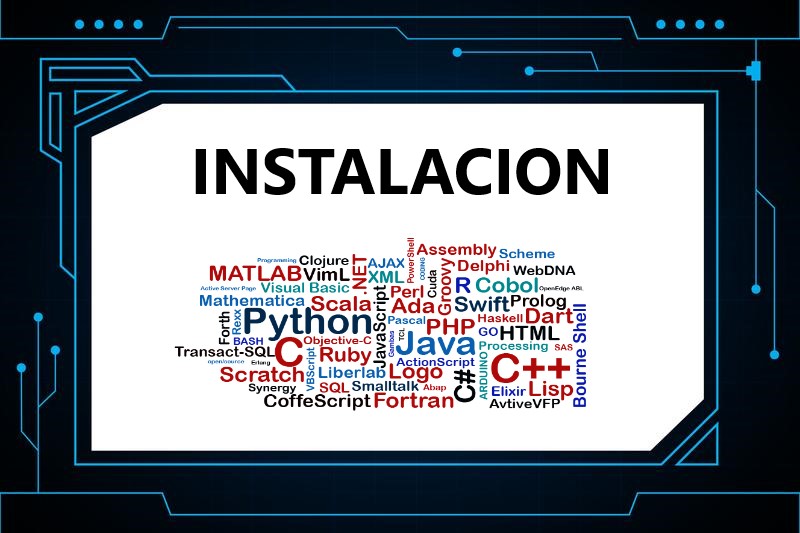 INSTALACION
Programming
Clojure
.NET
AJAX
PowerShell
CODING
Assembly
Scheme
MATLAB
VimL
XML
Cuda
Groovy
Delphi
WebDNA
Active Server Page
Visual Basic
JavaScript
Perl
R
Cobol
OpenEdge ABL
Mathematica
Scala
Ada
Swift
Prolog
Forth
Rexx
Python
Pascal
PHP
Haskell
Dart
BASH
Objective-C
Gambas
TCL
Java
GO
HTML
Bourne Shell
Transact-SQL
C
Ruby
Processing
SAS
opensource
Erlang
VBScript
Liberlab
ActionScript
C++
Scratch
Logo
C#
ARDUINO
Synergy
SQL
Smalltalk
Abap
Elixir
Lisp
CoffeScript
Fortran
AvtiveVFP